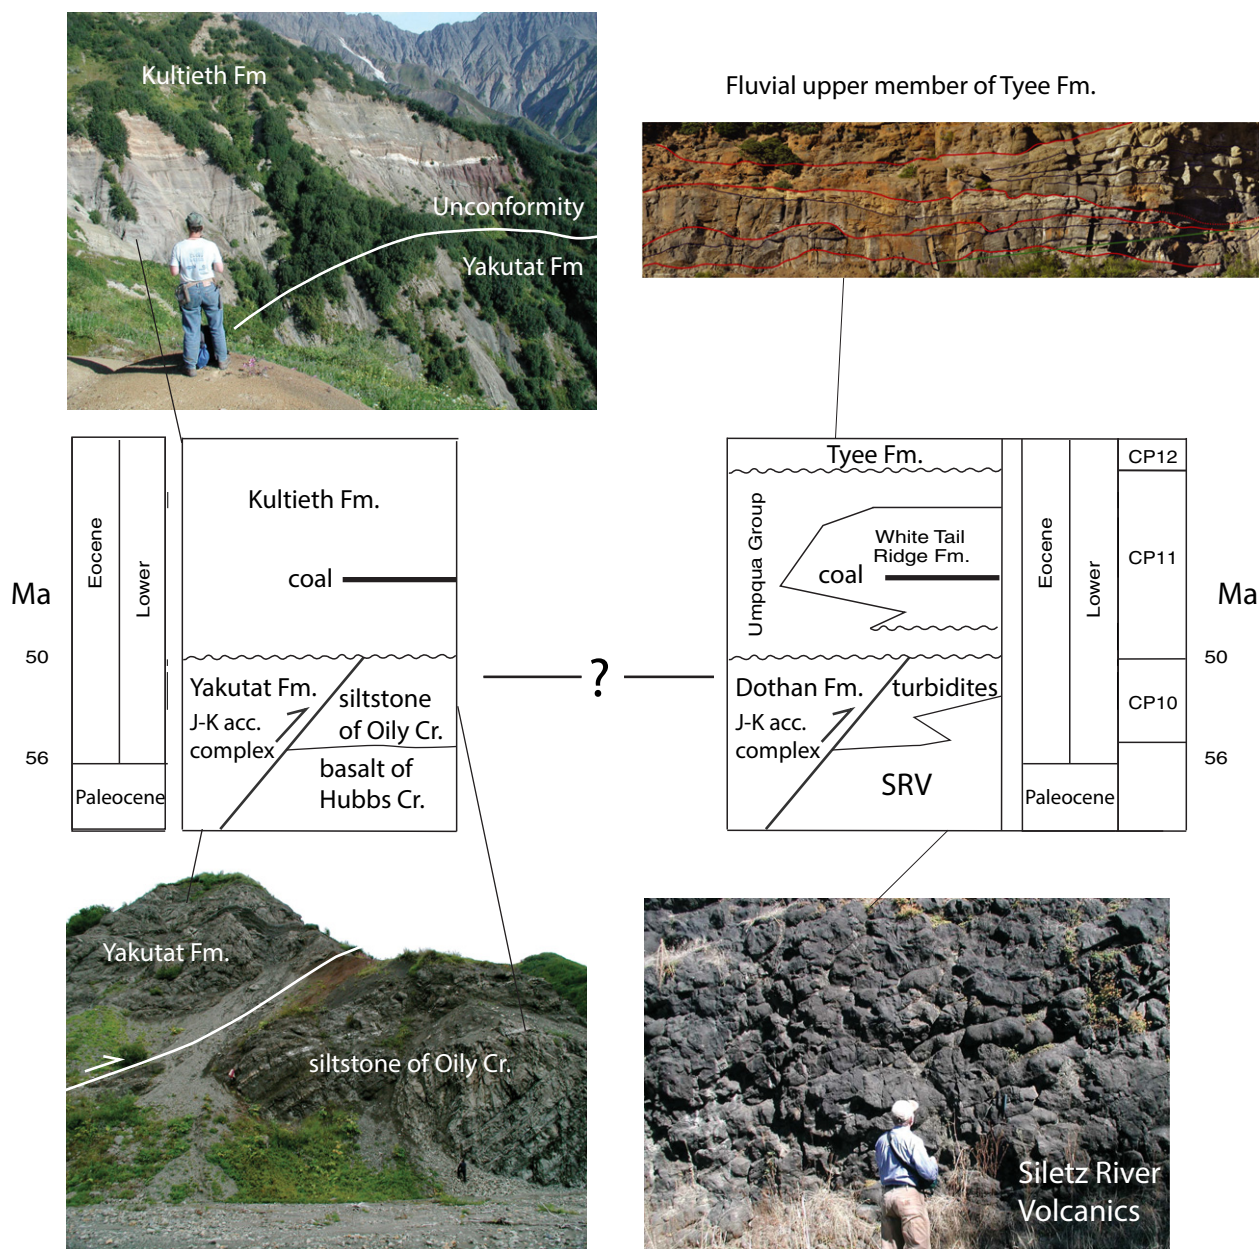 Kultieth Fm
Unconformity
Yakutat Fm
Fluvial upper member of Tyee Fm.
Ma
50
56
Eocene
Lower
Paleocene
Kultieth Fm.
coal
Yakutat Fm.
J-K acc.
complex
siltstone
of Oily Cr.
basalt of
Hubbs Cr.
?
Tyee Fm.
Umpqua Group
White Tail
Ridge Fm.
coal
Dothan Fm.
J-K acc.
complex
turbidites
SRV
Eocene
Lower
Paleocene
CP12
CP11
CP10
Ma
50
56
Yakutat Fm.
siltstone of Oily Cr.
Siletz River
Volcanics